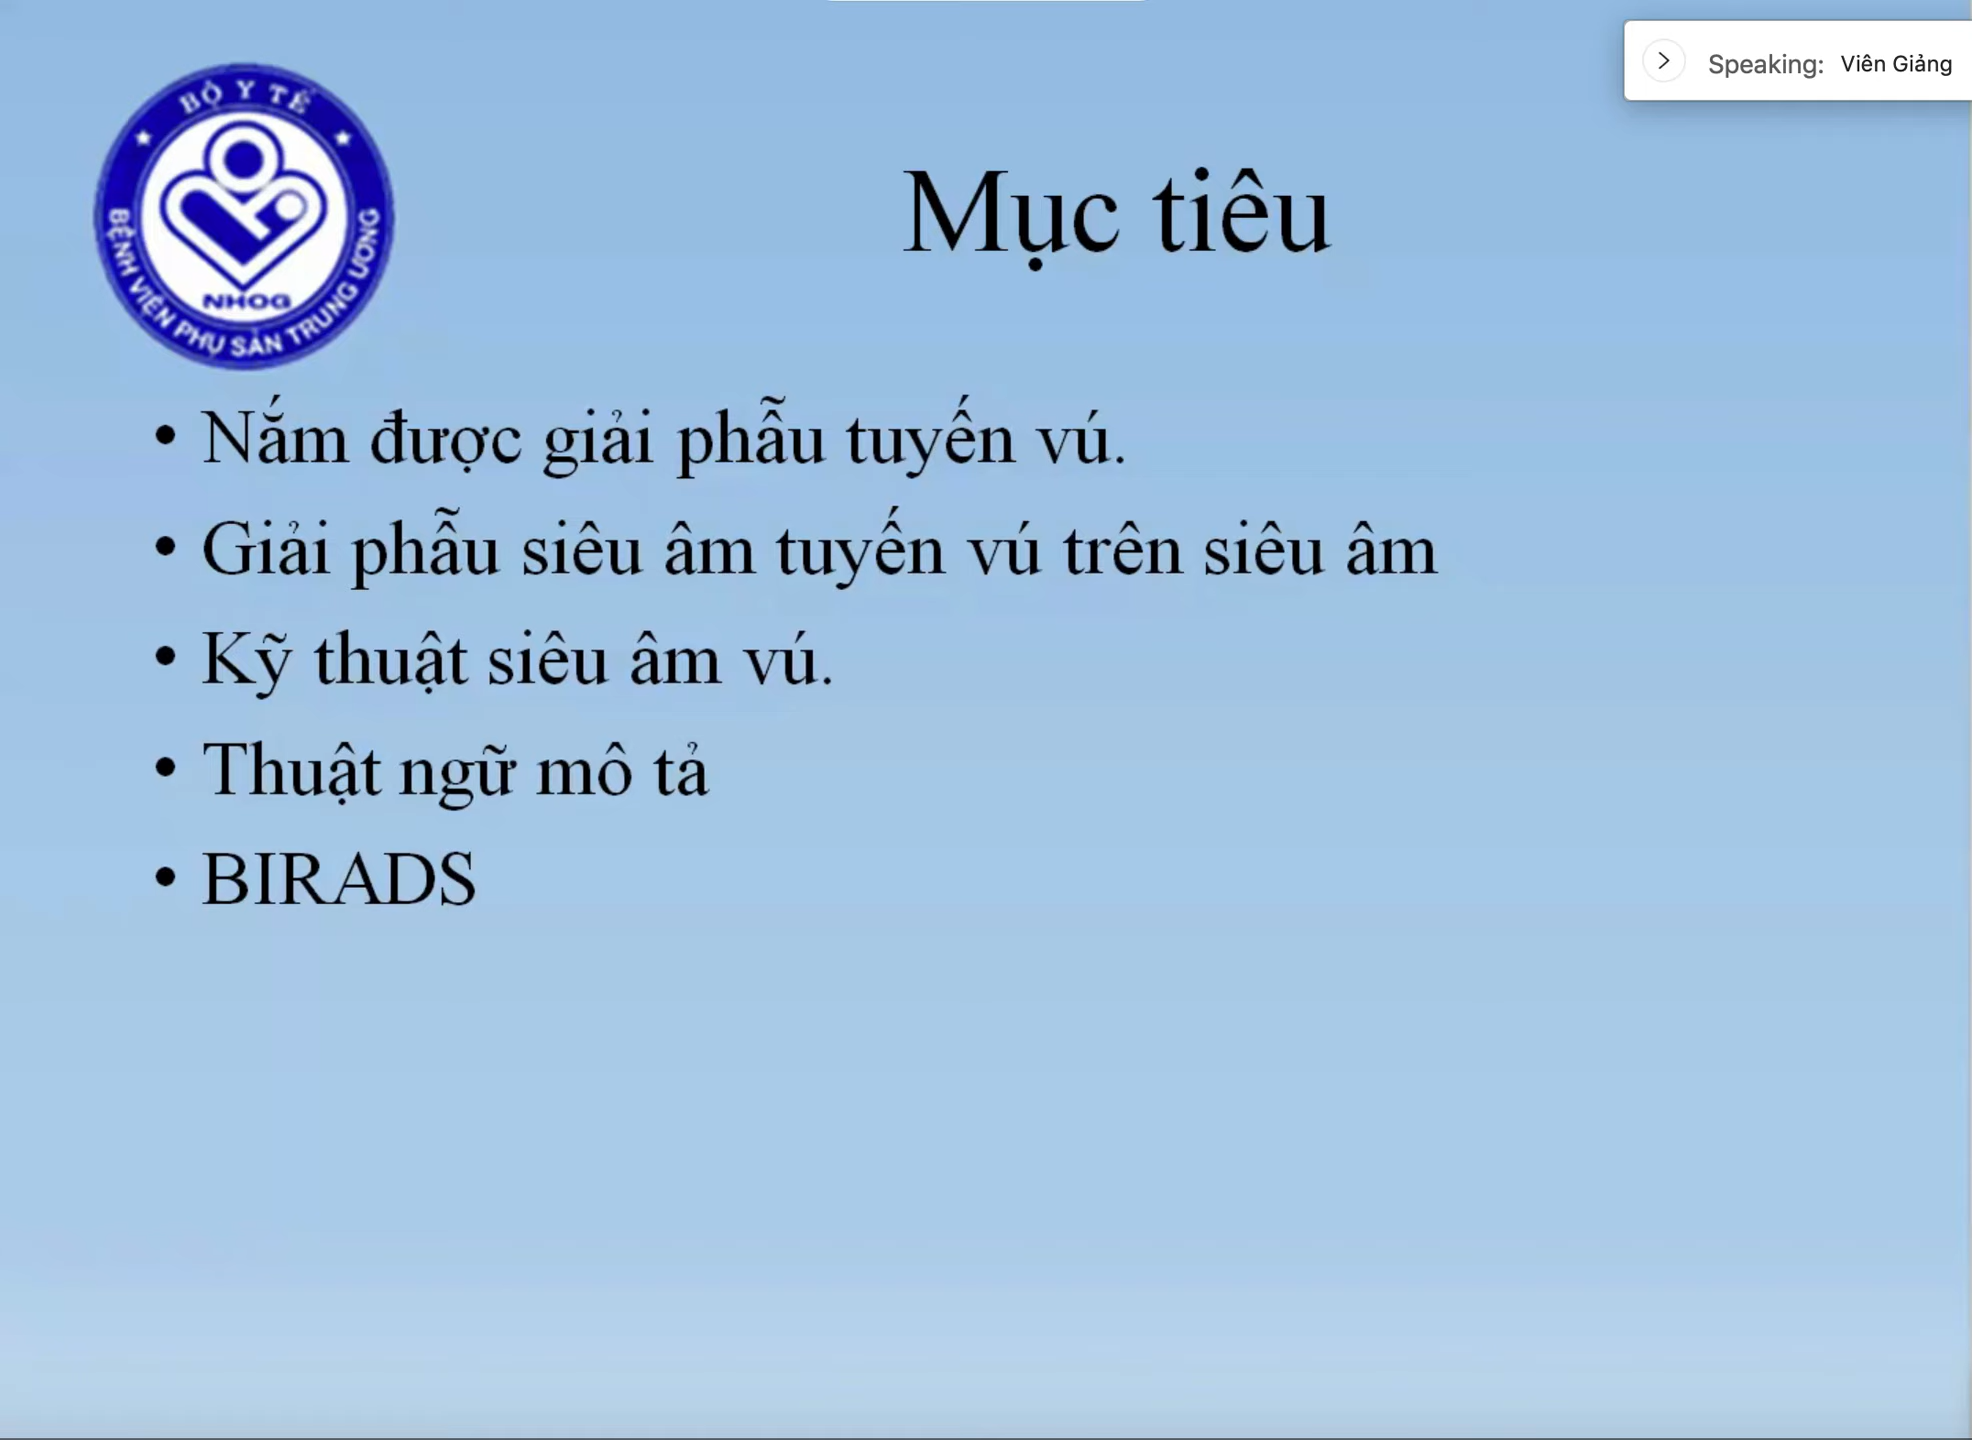 Speaking: Viên Giảng
BỘ Y TẾ
NHOG
BỆNH VIỆN PHỤ SẢN TRUNG ƯƠNG
Mục tiêu
• Nắm được giải phẫu tuyến vú.
• Giải phẫu siêu âm tuyến vú trên siêu âm
• Kỹ thuật siêu âm vú.
• Thuật ngữ mô tả
• BIRADS